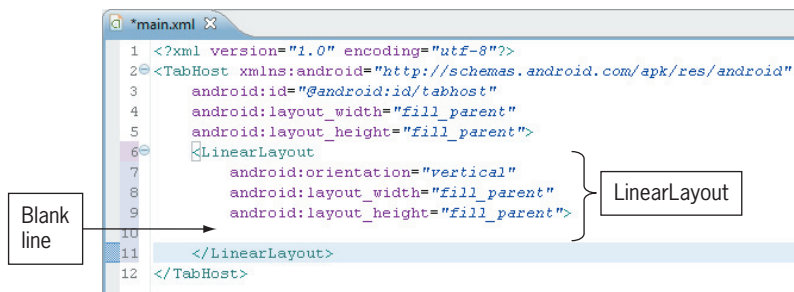 *main.xml
1 <?xml version="1.0" encoding="utf-8"?>
2 <TabHost xmlns:android="http://schemas.android.com/apk/res/android"
3 android:id="@android:id/tabhost"
4 android:layout_width="fill_parent"
5 android:layout_height="fill_parent">
6 <LinearLayout
7 android:orientation="vertical"
8 android:layout_width="fill_parent"
9 android:layout_height="fill_parent">
10
11 </LinearLayout>
12 </TabHost>
LinearLayout
Blank
line